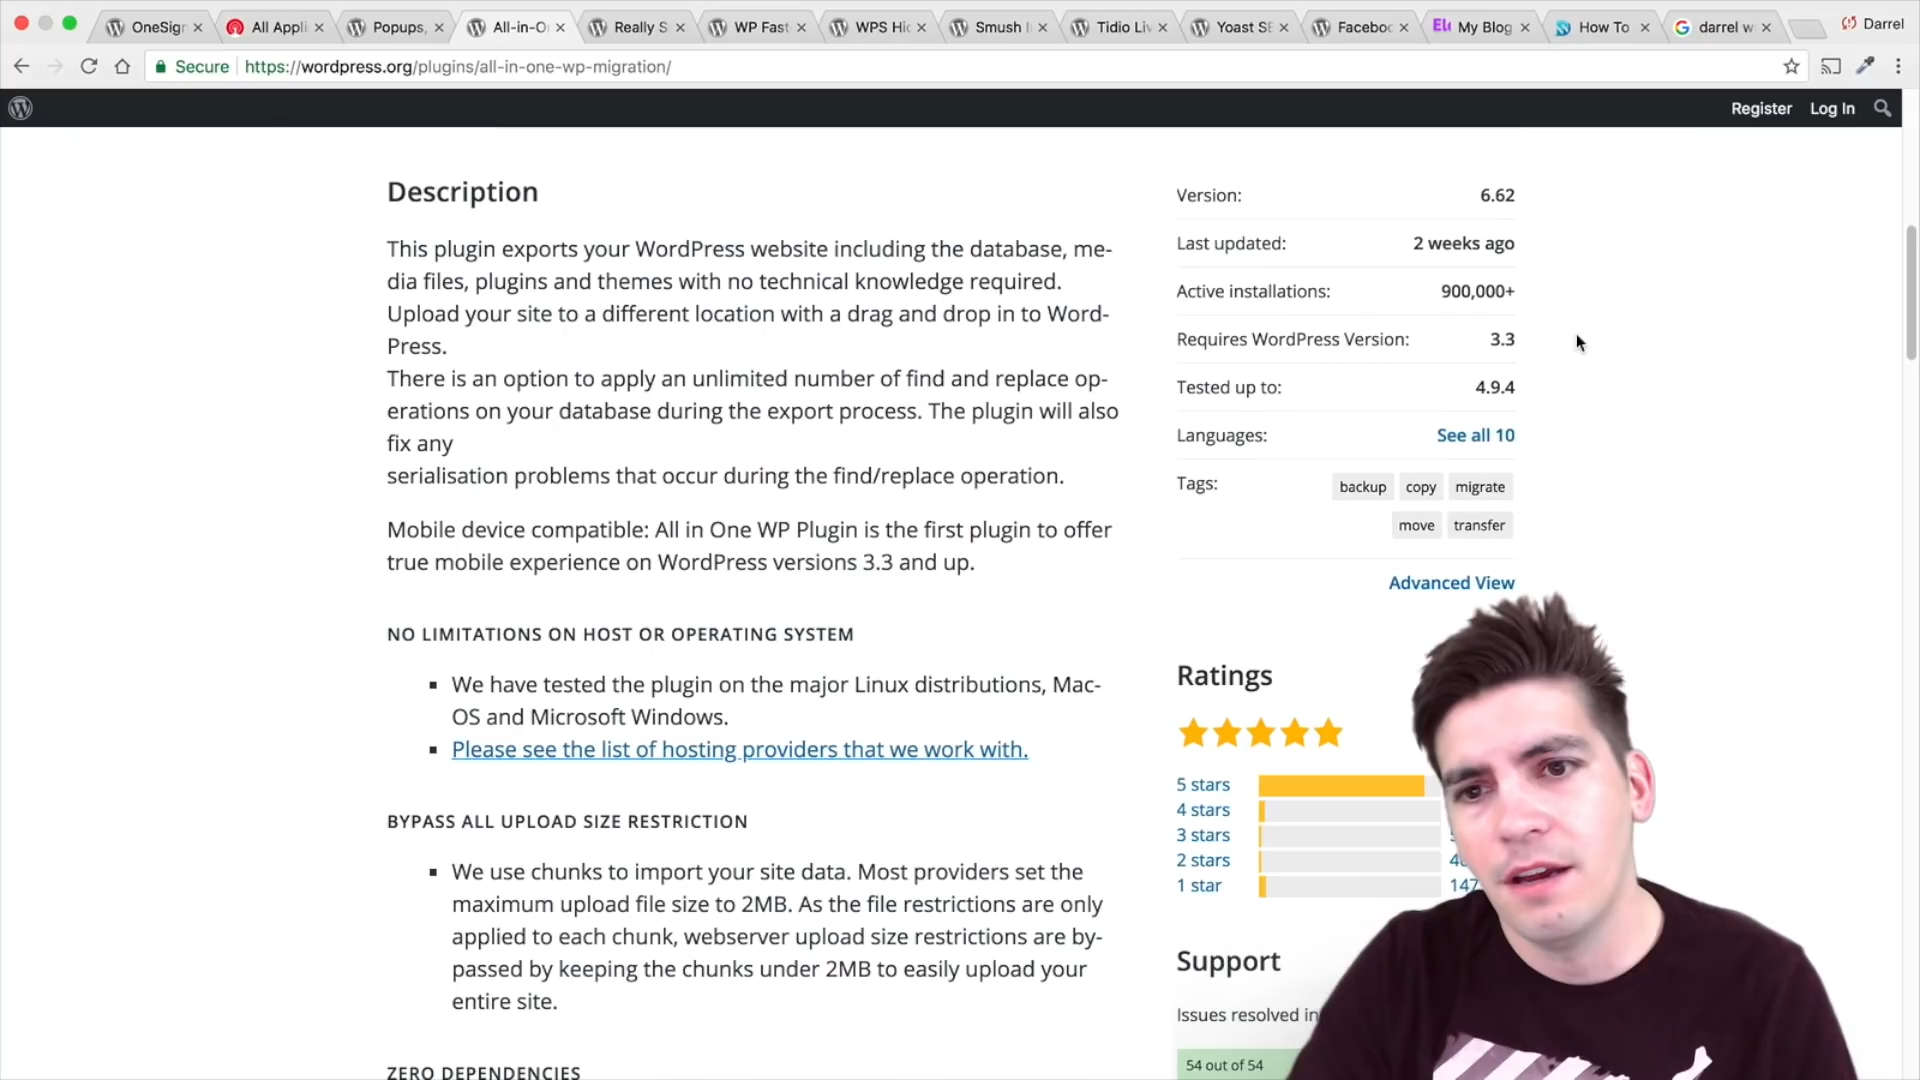 OneSign
All Appli
Popups,
All-in-O
Really S
WP Fast
WPS Hi
Smush I
Tidio Liv
Yoast SE
Faceboo
My Blog
How To
darrel w
Darrel
Secure https://wordpress.org/plugins/all-in-one-wp-migration/
Register Log In
Description
This plugin exports your WordPress website including the database, me-
dia files, plugins and themes with no technical knowledge required.
Upload your site to a different location with a drag and drop in to Word-
Press.
There is an option to apply an unlimited number of find and replace op-
erations on your database during the export process. The plugin will also
fix any
serialisation problems that occur during the find/replace operation.
Mobile device compatible: All in One WP Plugin is the first plugin to offer
true mobile experience on WordPress versions 3.3 and up.
NO LIMITATIONS ON HOST OR OPERATING SYSTEM
▪ We have tested the plugin on the major Linux distributions, Mac-
OS and Microsoft Windows.
▪ Please see the list of hosting providers that we work with.
BYPASS ALL UPLOAD SIZE RESTRICTION
▪ We use chunks to import your site data. Most providers set the
maximum upload file size to 2MB. As the file restrictions are only
applied to each chunk, webserver upload size restrictions are by-
passed by keeping the chunks under 2MB to easily upload your
entire site.
ZERO DEPENDENCIES
Version: 6.62
Last updated: 2 weeks ago
Active installations: 900,000+
Requires WordPress Version: 3.3
Tested up to: 4.9.4
Languages: See all 10
Tags: backup copy migrate
move transfer
Advanced View
Ratings
5 stars
4 stars
3 stars
2 stars
1 star 147
Support
Issues resolved in
54 out of 54